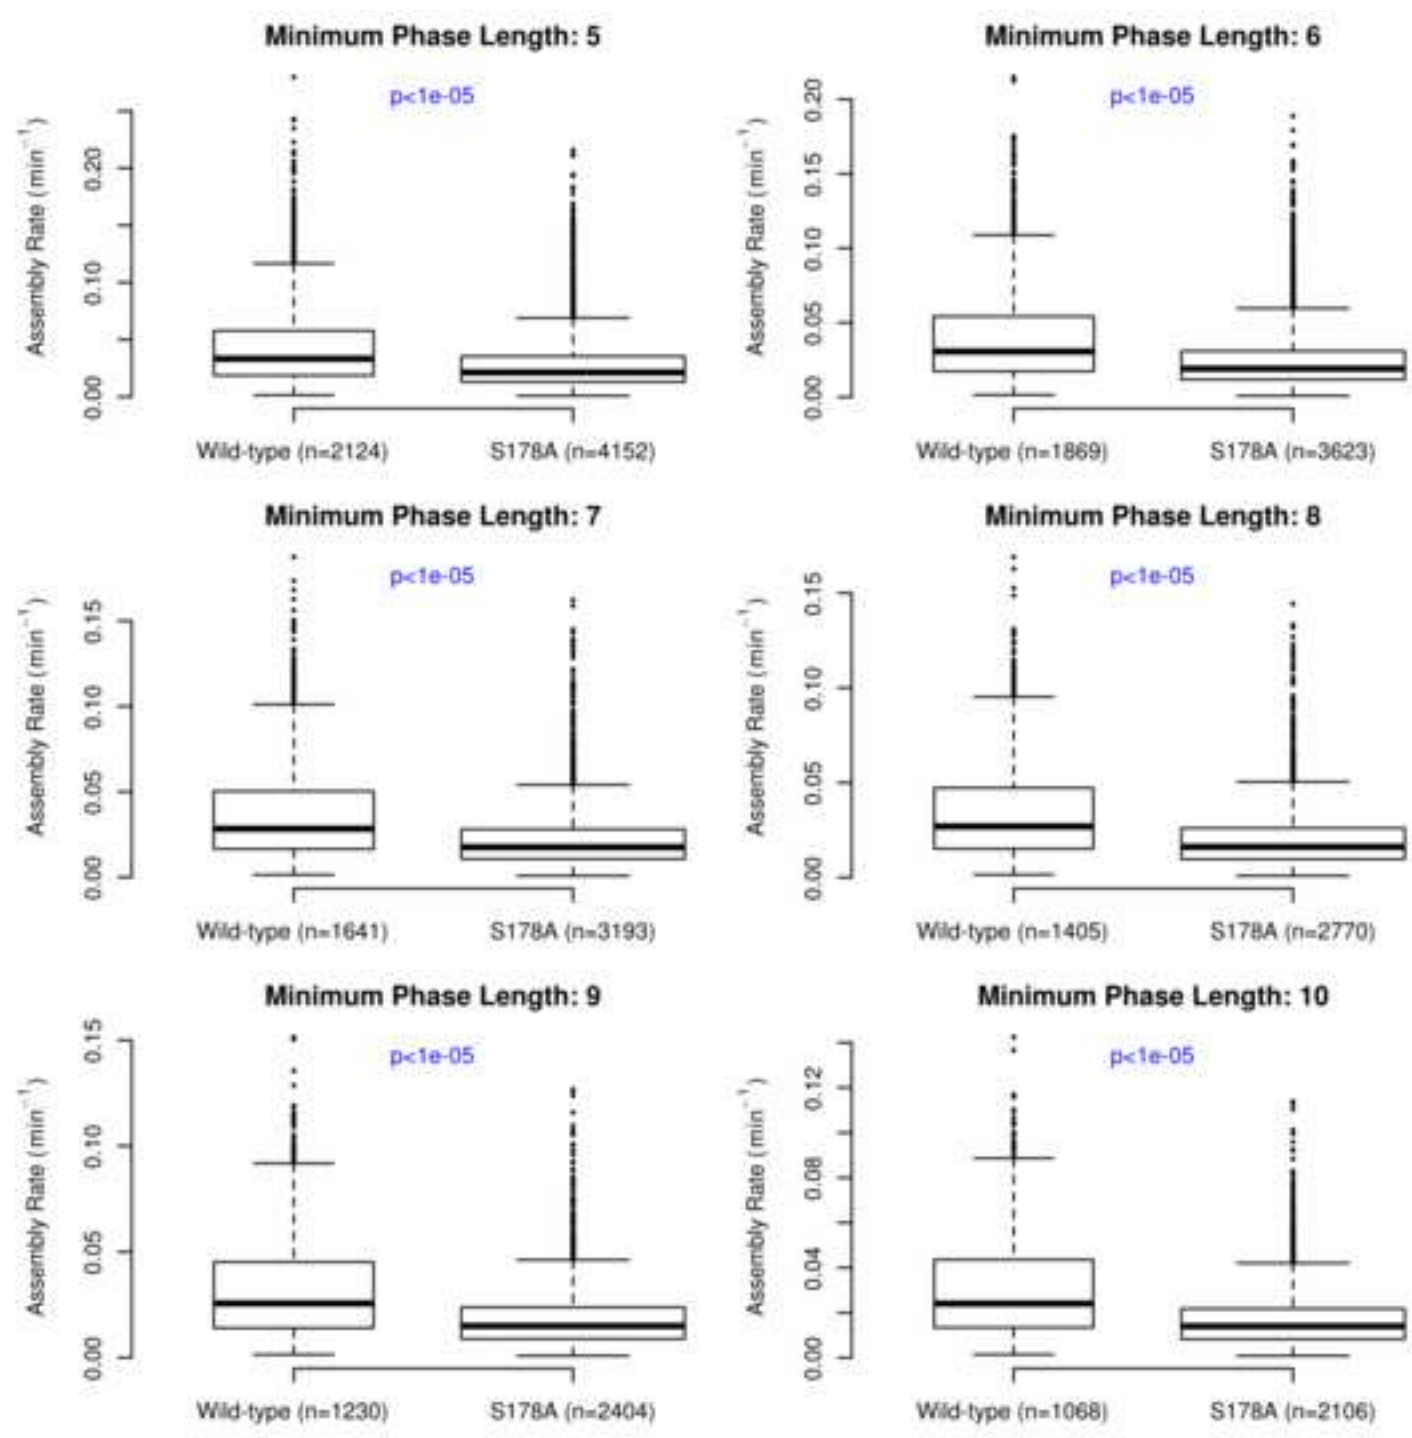 Minimum Phase Length: 5
p<1e-05
Assembly Rate (min⁻¹)
0.00 0.10 0.20
Wild-type (n=2124) S178A (n=4152)
Minimum Phase Length: 6
p<1e-05
Assembly Rate (min⁻¹)
0.00 0.05 0.10 0.15 0.20
Wild-type (n=1869) S178A (n=3623)
Minimum Phase Length: 7
p<1e-05
Assembly Rate (min⁻¹)
0.00 0.05 0.10 0.15
Wild-type (n=1641) S178A (n=3193)
Minimum Phase Length: 8
p<1e-05
Assembly Rate (min⁻¹)
0.00 0.05 0.10 0.15
Wild-type (n=1405) S178A (n=2770)
Minimum Phase Length: 9
p<1e-05
Assembly Rate (min⁻¹)
0.00 0.05 0.10 0.15
Wild-type (n=1230) S178A (n=2404)
Minimum Phase Length: 10
p<1e-05
Assembly Rate (min⁻¹)
0.00 0.04 0.08 0.12
Wild-type (n=1068) S178A (n=2106)